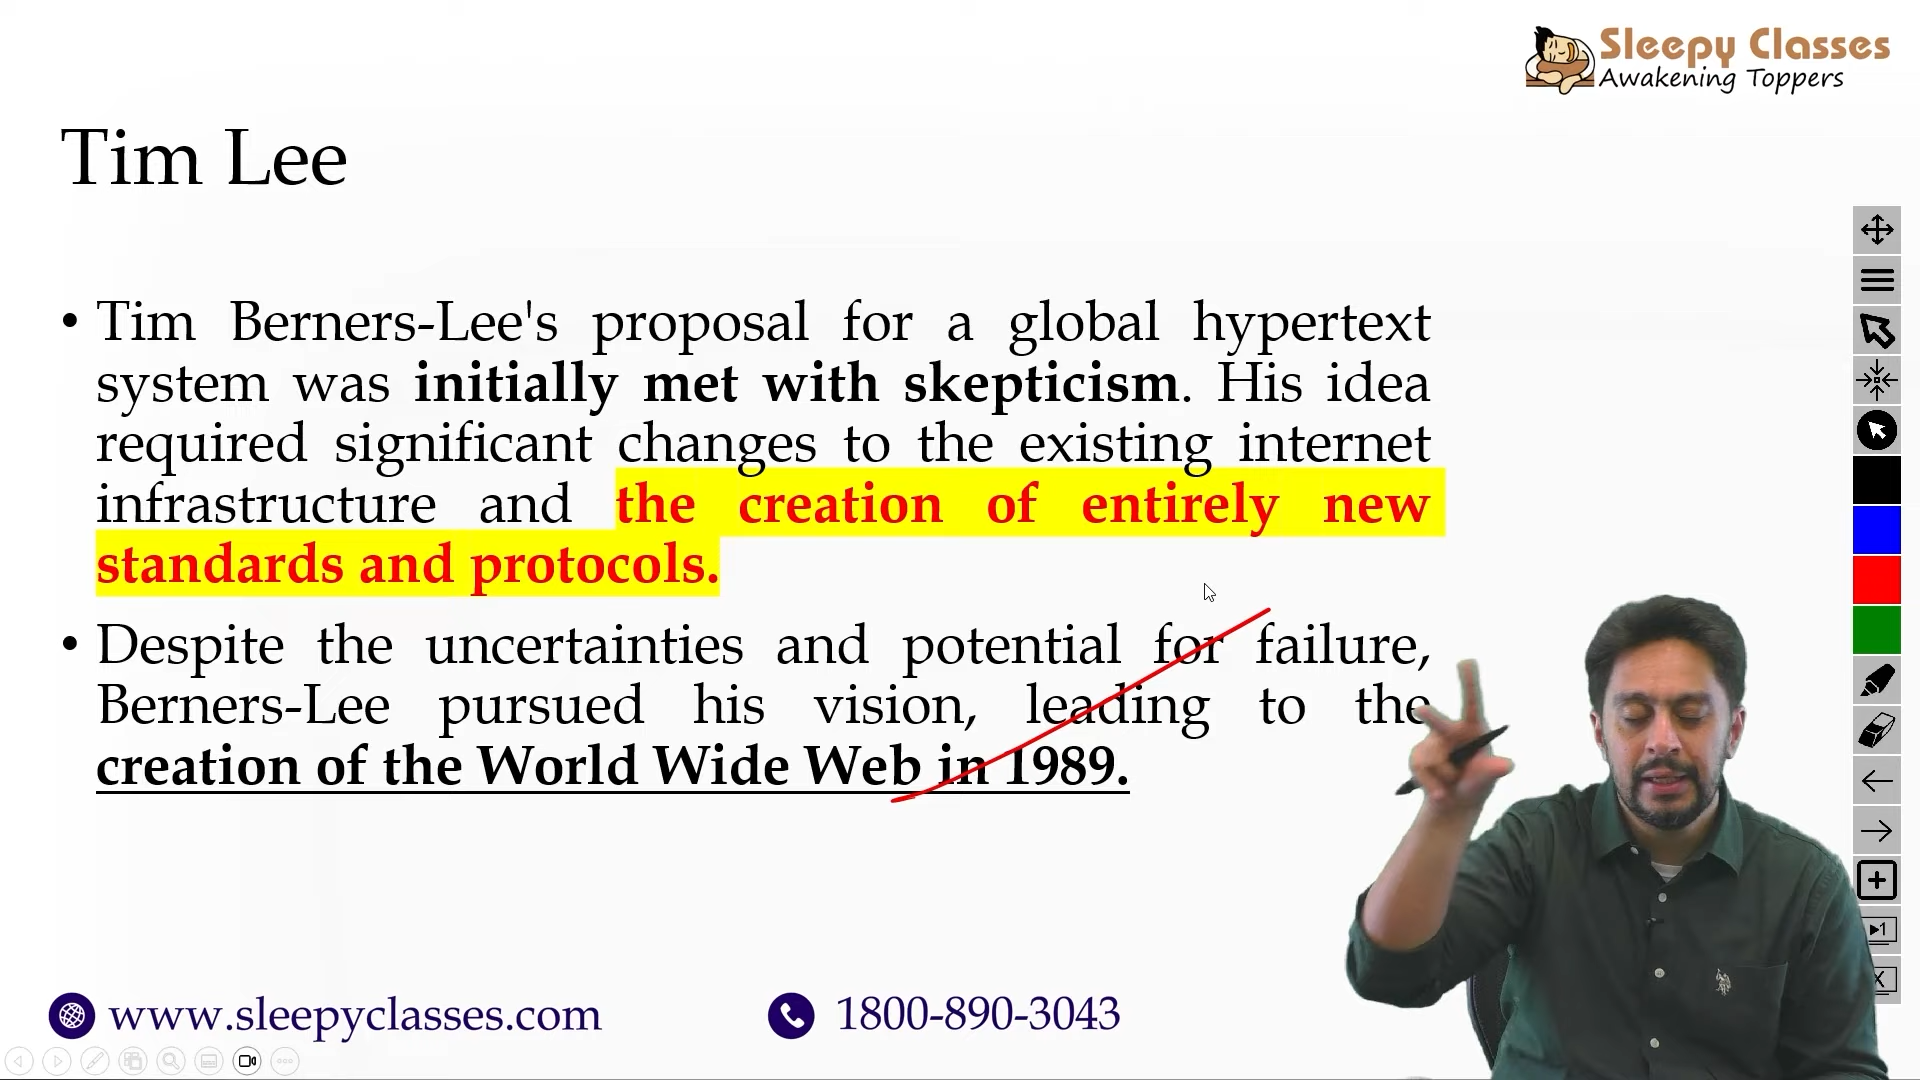 Sleepy Classes
Awakening Toppers
Tim Lee
• Tim Berners-Lee's proposal for a global hypertext
system was initially met with skepticism. His idea
required significant changes to the existing internet
infrastructure and the creation of entirely new
standards and protocols.
• Despite the uncertainties and potential for failure,
Berners-Lee pursued his vision, leading to the
creation of the World Wide Web in 1989.
www.sleepyclasses.com
1800-890-3043
1
X